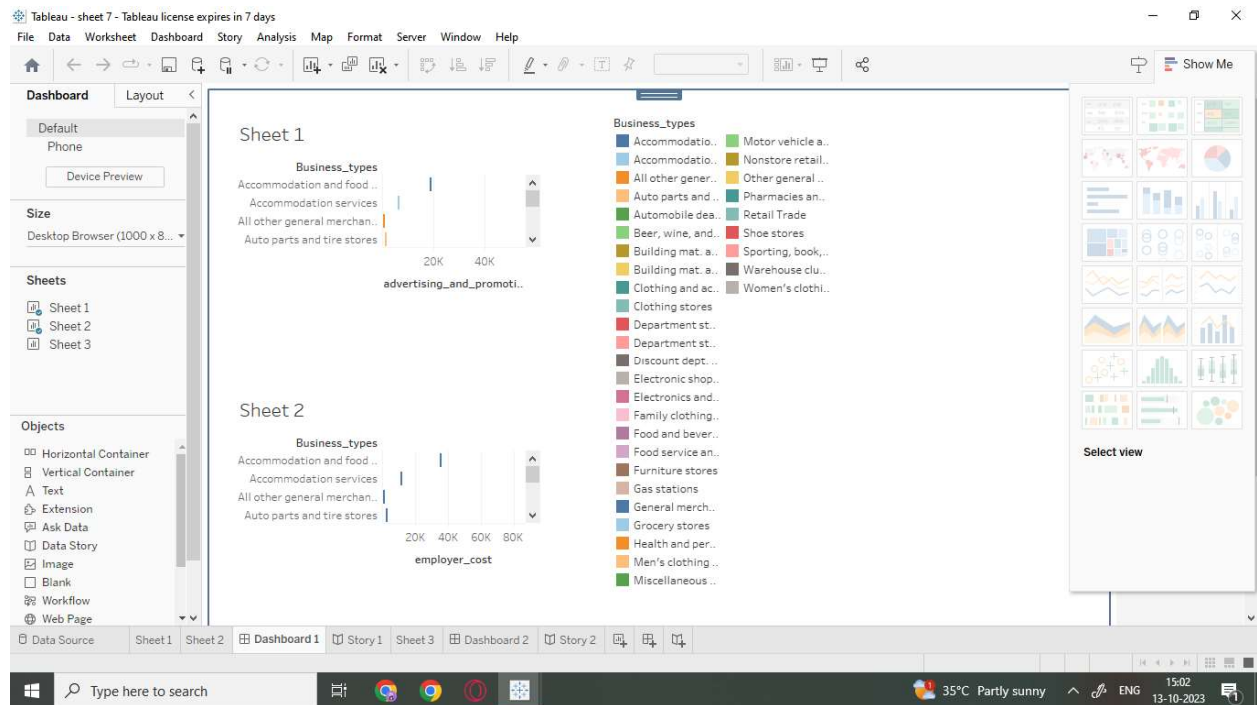 Tableau - sheet 7 - Tableau license expires in 7 days
File Data Worksheet Dashboard Story Analysis Map Format Server Window Help
Show Me
Dashboard Layout
Default
Phone
Device Preview
Size
Desktop Browser (1000 x 8...
Sheets
Sheet 1
Sheet 2
Sheet 3
Objects
Horizontal Container
Vertical Container
A Text
Extension
Ask Data
Data Story
Image
Blank
Workflow
Web Page
Sheet 1
Business_types
Accommodation and food ..
Accommodation services
All other general merchan..
Auto parts and tire stores
20K 40K
advertising_and_promoti..
Sheet 2
Business_types
Accommodation and food ..
Accommodation services
All other general merchan..
Auto parts and tire stores
20K 40K 60K 80K
employer_cost
Business_types
Accommodatio.. Motor vehicle a..
Accommodatio.. Nonstore retail..
All other gener.. Other general ..
Auto parts and .. Pharmacies an..
Automobile dea.. Retail Trade
Beer, wine, and.. Shoe stores
Building mat. a.. Sporting, book,..
Building mat. a.. Warehouse clu..
Clothing and ac.. Women's clothi..
Clothing stores
Department st..
Department st..
Discount dept. ..
Electronic shop..
Electronics and..
Family clothing..
Food and bever..
Food service an..
Furniture stores
Gas stations
General merch..
Grocery stores
Health and per..
Men's clothing ..
Miscellaneous ..
Select view
Data Source Sheet 1 Sheet 2 Dashboard 1 Story 1 Sheet 3 Dashboard 2 Story 2
Type here to search
35°C Partly sunny
ENG
15:02
13-10-2023